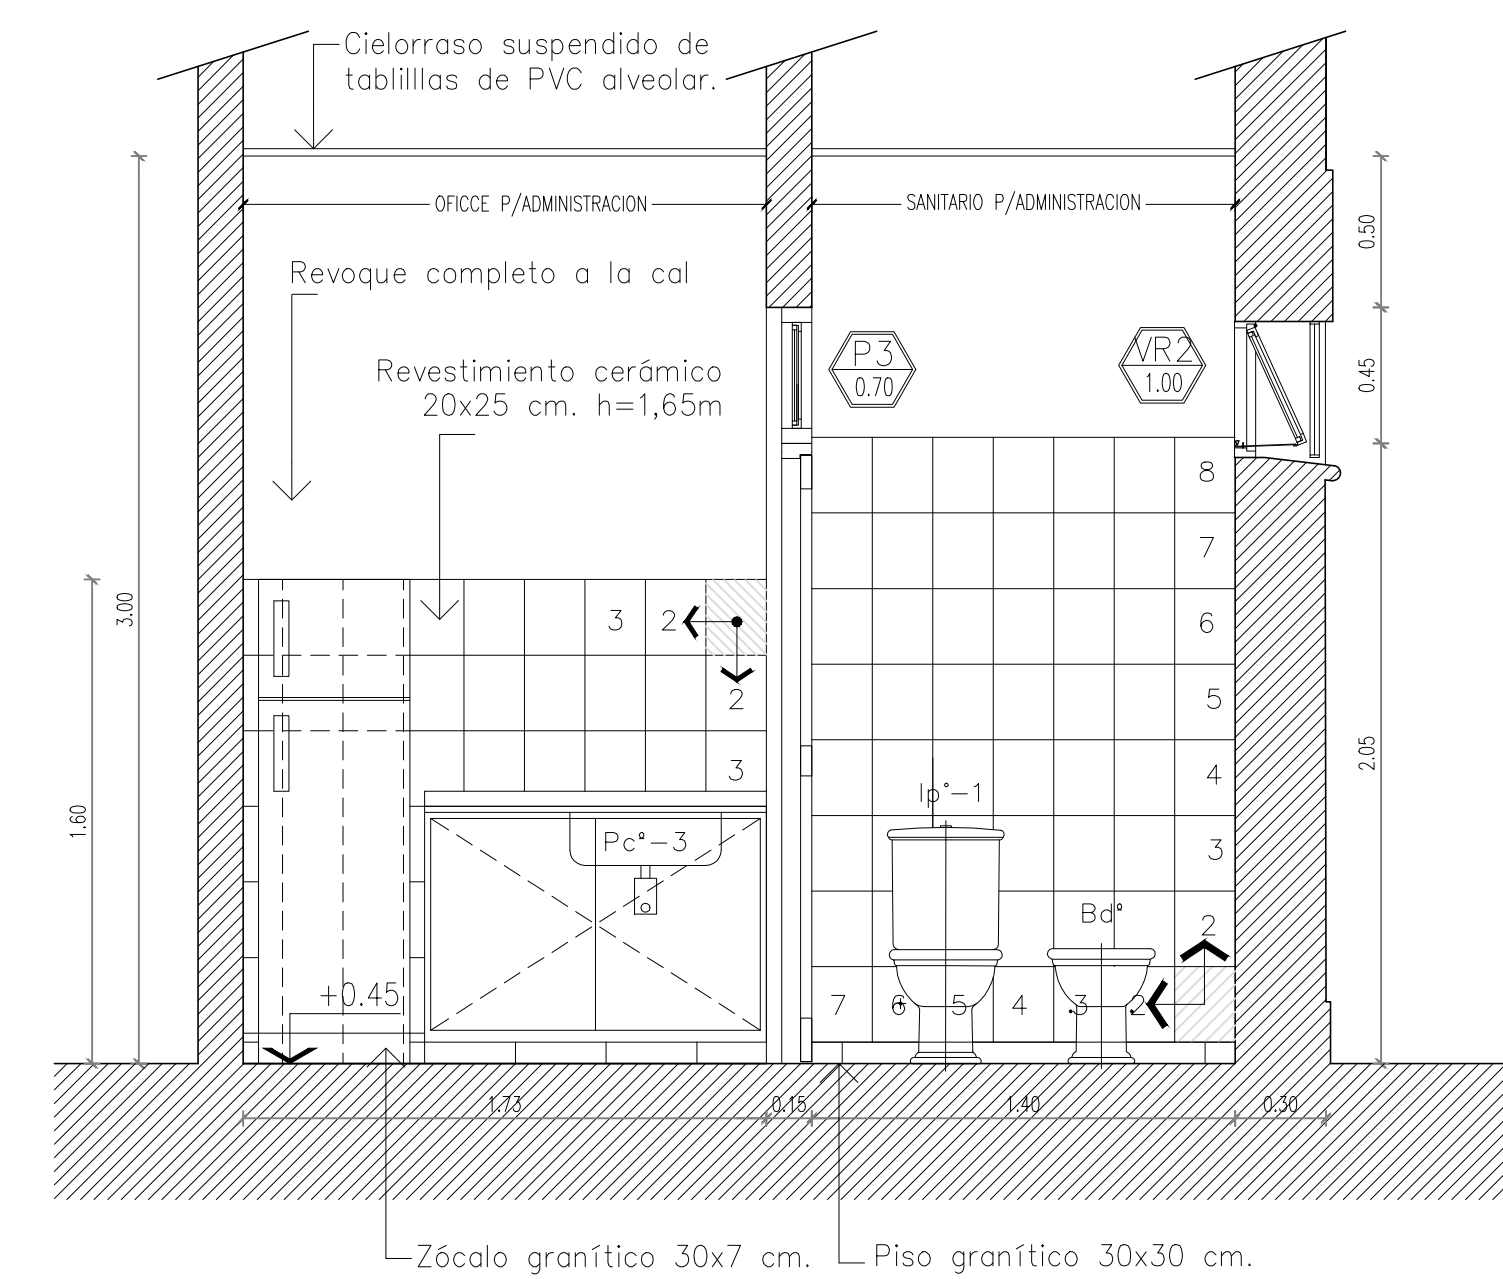 Cielorraso suspendido de
tablilllas de PVC alveolar.
OFICCE P/ADMINISTRACION
SANITARIO P/ADMINISTRACION
0.50
Revoque completo a la cal
P3
0.70
VR2
1.00
0.45
Revestimiento cerámico
20x25 cm. h=1,65m
8
7
3.00
3
2
6
2
5
3
4
2.05
1.60
Ip°-1
Pcº-3
3
Bdº
2
+0.45
7
6
5
4
3
2
1.73
0.15
1.40
0.30
Zócalo granítico 30x7 cm.
Piso granítico 30x30 cm.